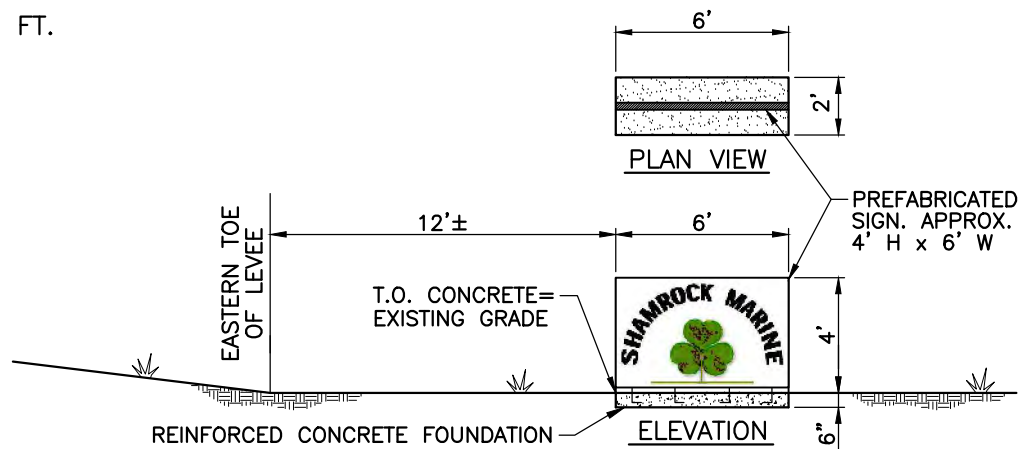 FT.
6'
2'
PLAN VIEW
PREFABRICATED
SIGN. APPROX.
4' H x 6' W
EASTERN TOE
OF LEVEE
12'±
6'
T.O. CONCRETE=
EXISTING GRADE
SHAMROCK MARINE
4'
6"
REINFORCED CONCRETE FOUNDATION
ELEVATION